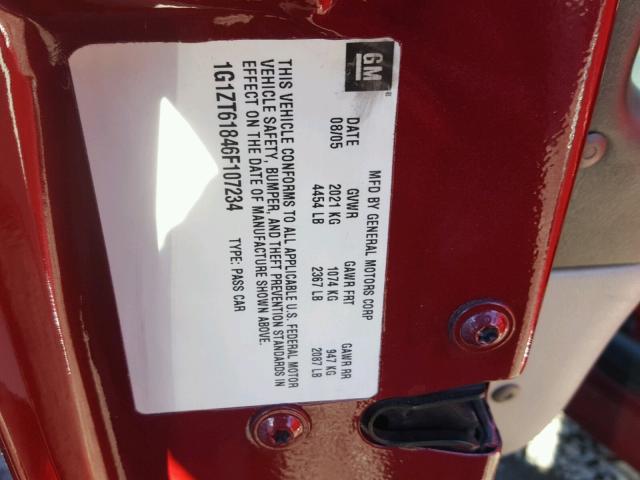 GM
MFD BY GENERAL MOTORS CORP
DATE GVWR GAWR FRT GAWR RR
08/05 2021 KG 1074 KG 947 KG
4454 LB 2367 LB 2087 LB
THIS VEHICLE CONFORMS TO ALL APPLICABLE U.S. FEDERAL MOTOR
VEHICLE SAFETY, BUMPER, AND THEFT PREVENTION STANDARDS IN
EFFECT ON THE DATE OF MANUFACTURE SHOWN ABOVE.
1G1ZT61846F107234 TYPE: PASS CAR